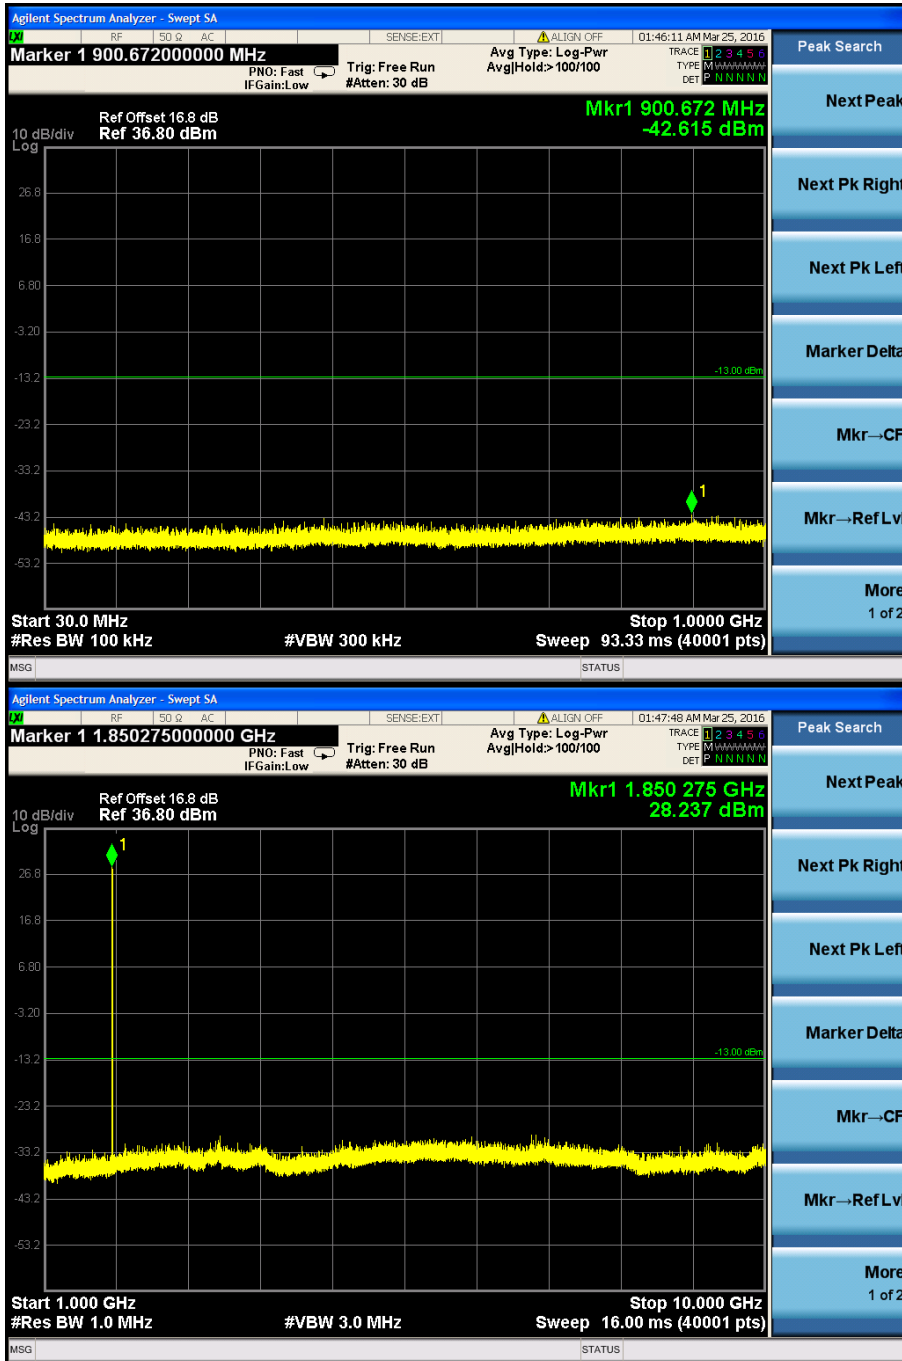 Agilent Spectrum Analyzer - Swept SA
LXI RF 50 Ω AC SENSE:EXT ALIGN OFF 01:46:11 AM Mar 25, 2016
Marker 1 900.672000000 MHz
PNO: Fast
IFGain:Low
Trig: Free Run
#Atten: 30 dB
Avg Type: Log-Pwr
Avg|Hold:>100/100
TRACE 1 2 3 4 5 6
TYPE M WWWWW
DET P N N N N N
Peak Search
Next Peak
Next Pk Right
Next Pk Left
Marker Delta
Mkr→CF
Mkr→Ref Lvl
More
1 of 2
Mkr1 900.672 MHz
-42.615 dBm
Ref Offset 16.8 dB
10 dB/div Ref 36.80 dBm
Log
26.8
16.8
6.80
-3.20
-13.2
-13.00 dBm
-23.2
-33.2
1
-43.2
-53.2
Start 30.0 MHz Stop 1.0000 GHz
#Res BW 100 kHz #VBW 300 kHz Sweep 93.33 ms (40001 pts)
MSG STATUS
Agilent Spectrum Analyzer - Swept SA
LXI RF 50 Ω AC SENSE:EXT ALIGN OFF 01:47:48 AM Mar 25, 2016
Marker 1 1.850275000000 GHz
PNO: Fast
IFGain:Low
Trig: Free Run
#Atten: 30 dB
Avg Type: Log-Pwr
Avg|Hold:>100/100
TRACE 1 2 3 4 5 6
TYPE M WWWWW
DET P N N N N N
Peak Search
Next Peak
Next Pk Right
Next Pk Left
Marker Delta
Mkr→CF
Mkr→Ref Lvl
More
1 of 2
Mkr1 1.850 275 GHz
28.237 dBm
Ref Offset 16.8 dB
10 dB/div Ref 36.80 dBm
Log
1
26.8
16.8
6.80
-3.20
-13.2
-13.00 dBm
-23.2
-33.2
-43.2
-53.2
Start 1.000 GHz Stop 10.000 GHz
#Res BW 1.0 MHz #VBW 3.0 MHz Sweep 16.00 ms (40001 pts)
MSG STATUS